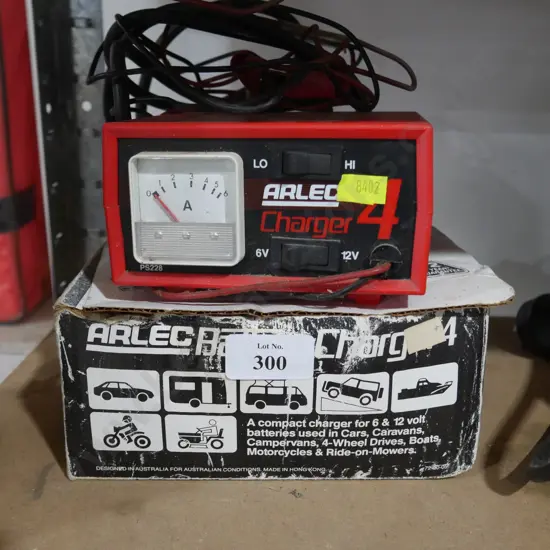 LO HI
0 1 2 3 4 5 6
A
ARLEC
8402
Charger 4
6V 12V
PS228
ARLEC 4
Lot No.
300
A compact charger for 6 & 12 volt
batteries used in Cars, Caravans,
Campervans, 4-Wheel Drives, Boats,
Motorcycles & Ride-on-Mowers.
DESIGNED IN AUSTRALIA FOR AUSTRALIAN CONDITIONS. MADE IN HONG KONG.